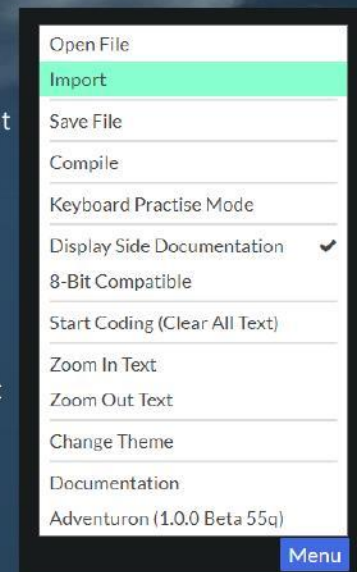 Open File
Import
t
Save File
Compile
Keyboard Practise Mode
Display Side Documentation
8-Bit Compatible
Start Coding (Clear All Text)
Zoom In Text
Zoom Out Text
Change Theme
Documentation
Adventuron (1.0.0 Beta 55q)
Menu